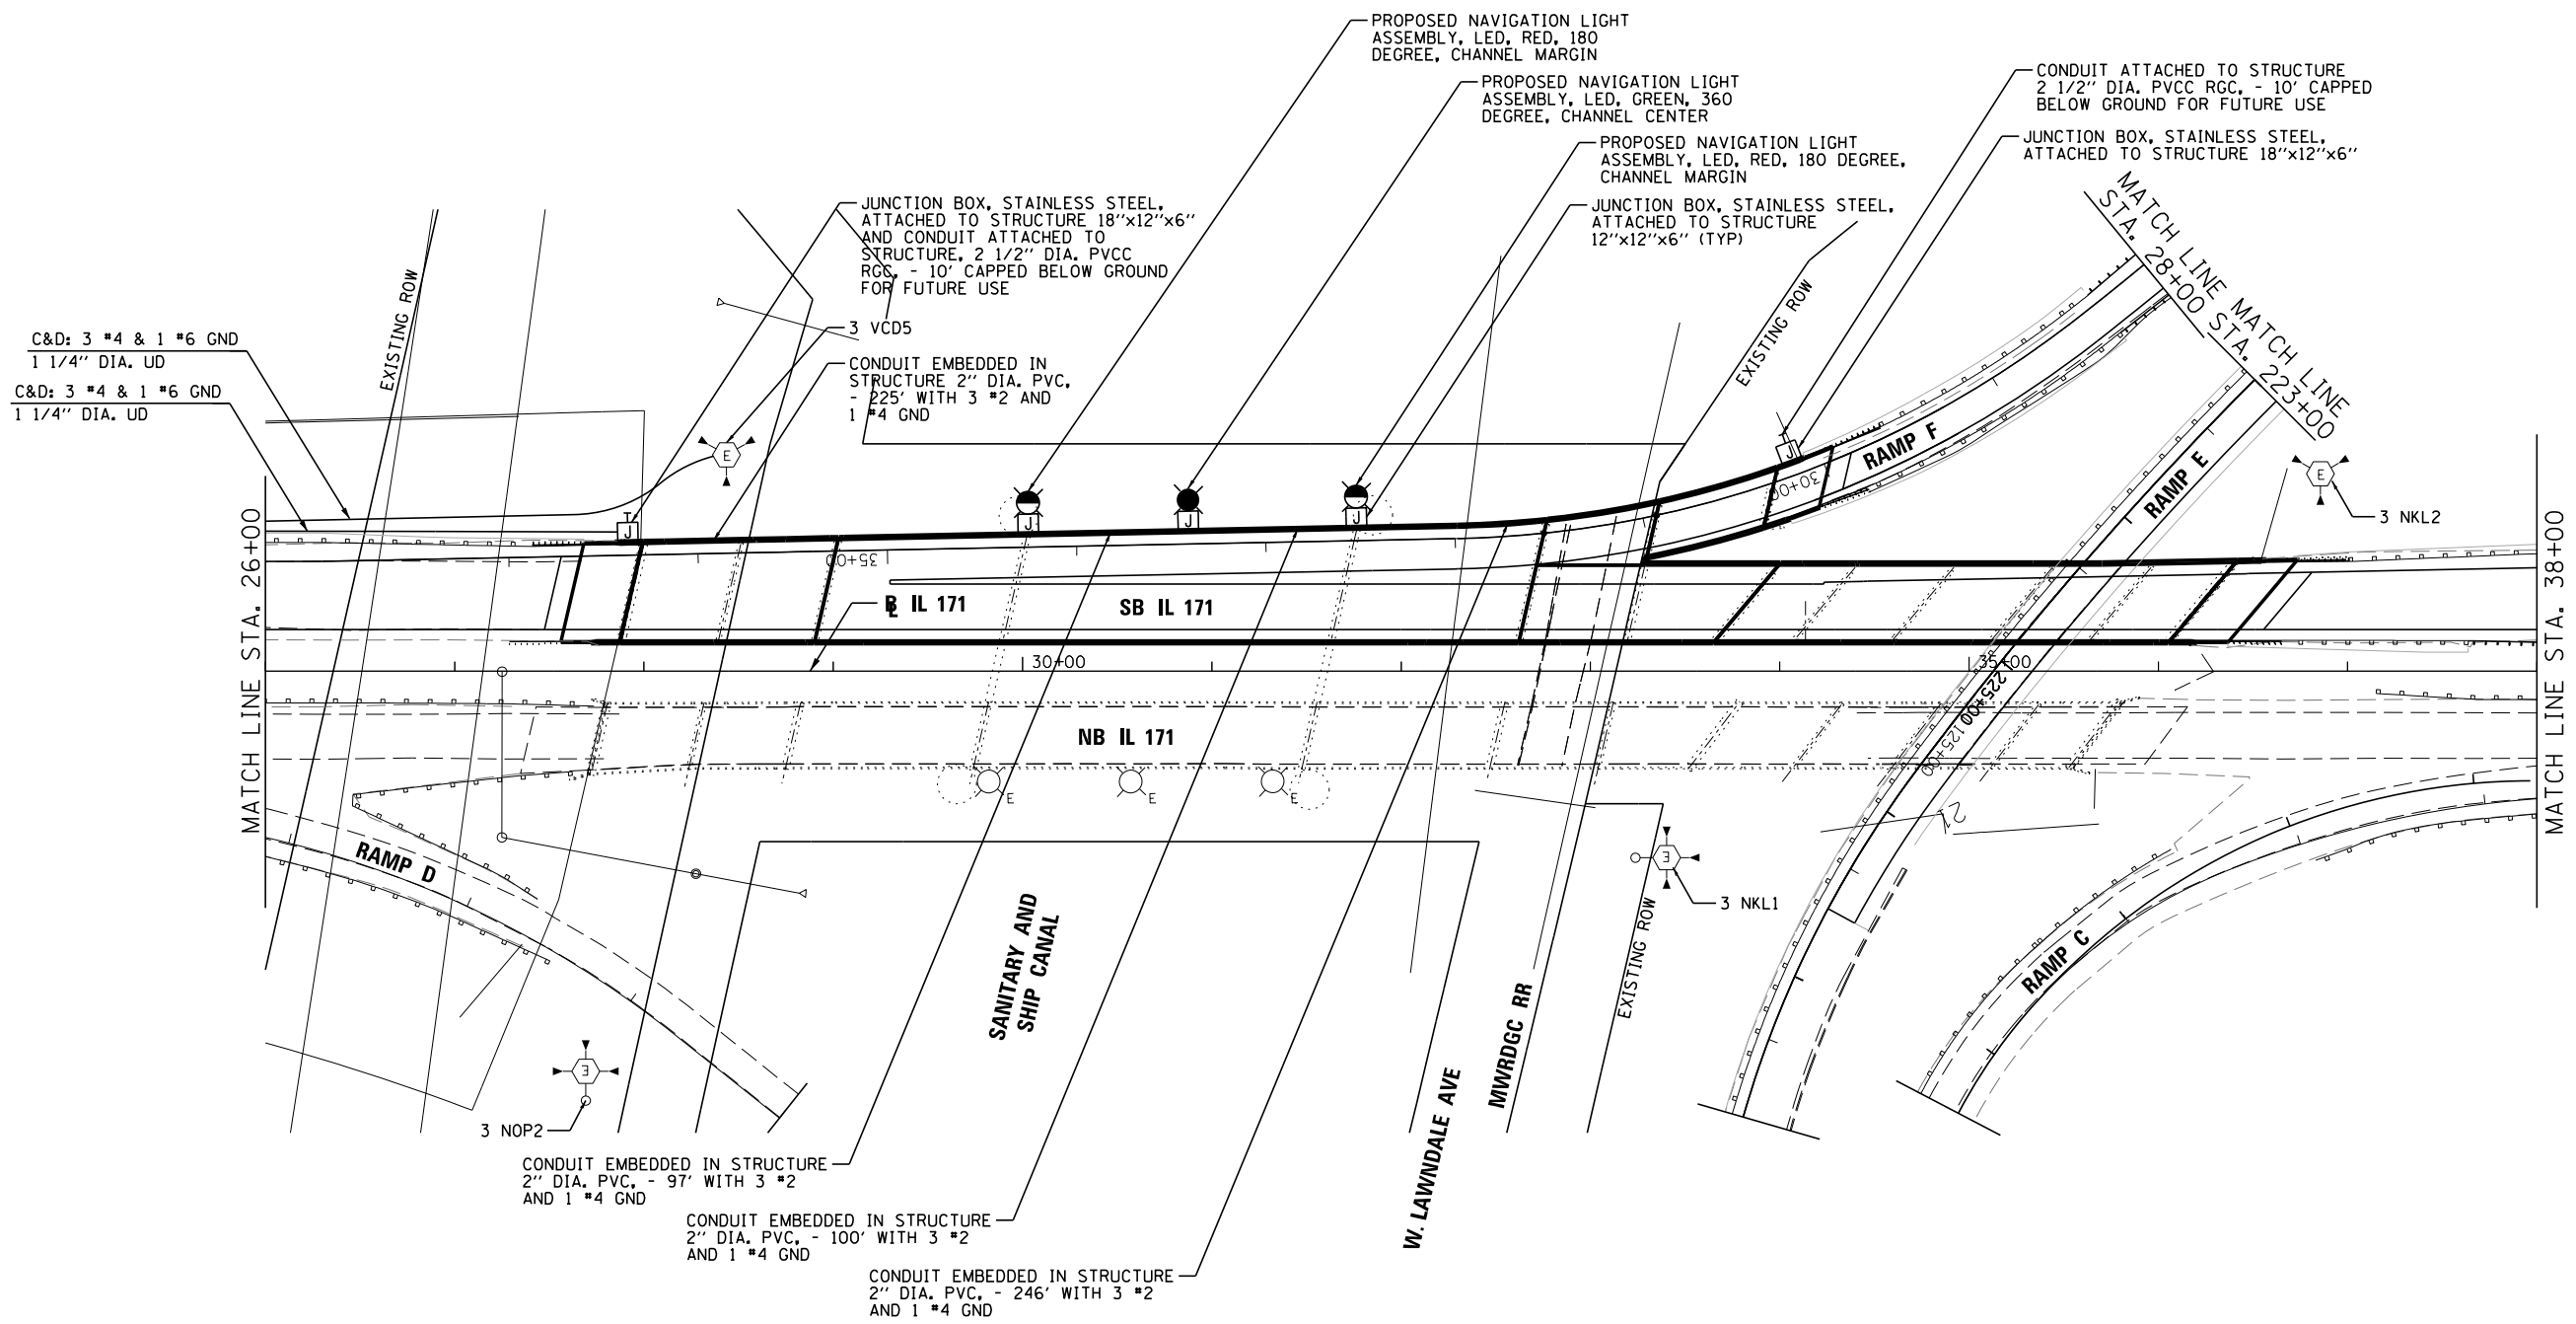 PROPOSED NAVIGATION LIGHT
ASSEMBLY, LED, RED, 180
DEGREE, CHANNEL MARGIN
PROPOSED NAVIGATION LIGHT
ASSEMBLY, LED, GREEN, 360
DEGREE, CHANNEL CENTER
PROPOSED NAVIGATION LIGHT
ASSEMBLY, LED, RED, 180 DEGREE,
CHANNEL MARGIN
JUNCTION BOX, STAINLESS STEEL,
ATTACHED TO STRUCTURE
12"x12"x6" (TYP)
CONDUIT ATTACHED TO STRUCTURE
2 1/2" DIA. PVCC RGC, - 10' CAPPED
BELOW GROUND FOR FUTURE USE
JUNCTION BOX, STAINLESS STEEL,
ATTACHED TO STRUCTURE 18"x12"x6"
JUNCTION BOX, STAINLESS STEEL,
ATTACHED TO STRUCTURE 18"x12"x6"
AND CONDUIT ATTACHED TO
STRUCTURE, 2 1/2" DIA. PVCC
RGC, - 10' CAPPED BELOW GROUND
FOR FUTURE USE
3 VCD5
CONDUIT EMBEDDED IN
STRUCTURE 2" DIA. PVC,
- 225' WITH 3 #2 AND
1 #4 GND
C&D: 3 #4 & 1 #6 GND
1 1/4" DIA. UD
C&D: 3 #4 & 1 #6 GND
1 1/4" DIA. UD
EXISTING ROW
EXISTING ROW
MATCH LINE
STA. 28+00
MATCH LINE
STA. 223+00
RAMP F
RAMP E
30+00
E
J
J
J
J
J
E
3 NKL2
MATCH LINE STA. 26+00
MATCH LINE STA. 38+00
35+00
B IL 171
L
SB IL 171
30+00
35+00
225+00
125+00
NB IL 171
E
E
E
27
RAMP D
E
3 NKL1
EXISTING ROW
RAMP C
SANITARY AND
SHIP CANAL
MWRDGC RR
W. LAWNDALE AVE
E
3 NOP2
CONDUIT EMBEDDED IN STRUCTURE
2" DIA. PVC, - 97' WITH 3 #2
AND 1 #4 GND
CONDUIT EMBEDDED IN STRUCTURE
2" DIA. PVC, - 100' WITH 3 #2
AND 1 #4 GND
CONDUIT EMBEDDED IN STRUCTURE
2" DIA. PVC, - 246' WITH 3 #2
AND 1 #4 GND